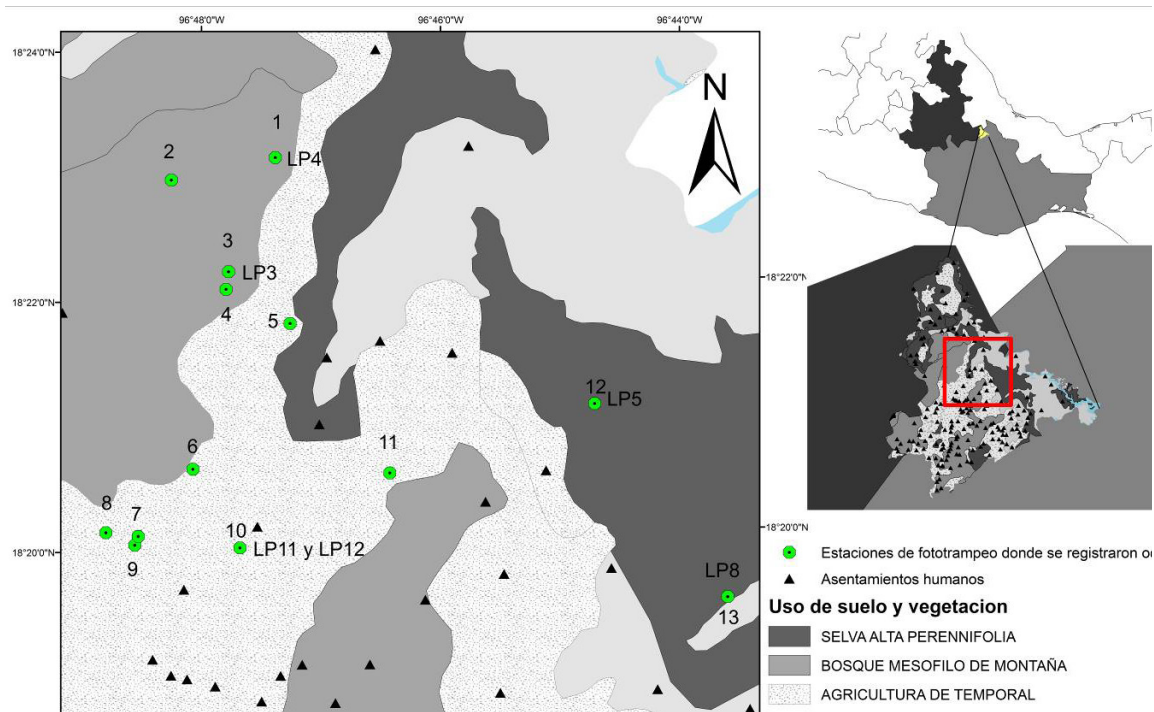 96°48'0"W 96°46'0"W 96°44'0"W
18°24'0"N
N
1
LP4
2
3
LP3
4
5
18°22'0"N
18°22'0"N
12
LP5
6
11
8
7
10
LP11 y LP12
9
18°20'0"N
18°20'0"N
LP8
13
Estaciones de fototrampeo donde se registraron
Asentamientos humanos
Uso de suelo y vegetacion
SELVA ALTA PERENNIFOLIA
BOSQUE MESOFILO DE MONTAÑA
AGRICULTURA DE TEMPORAL